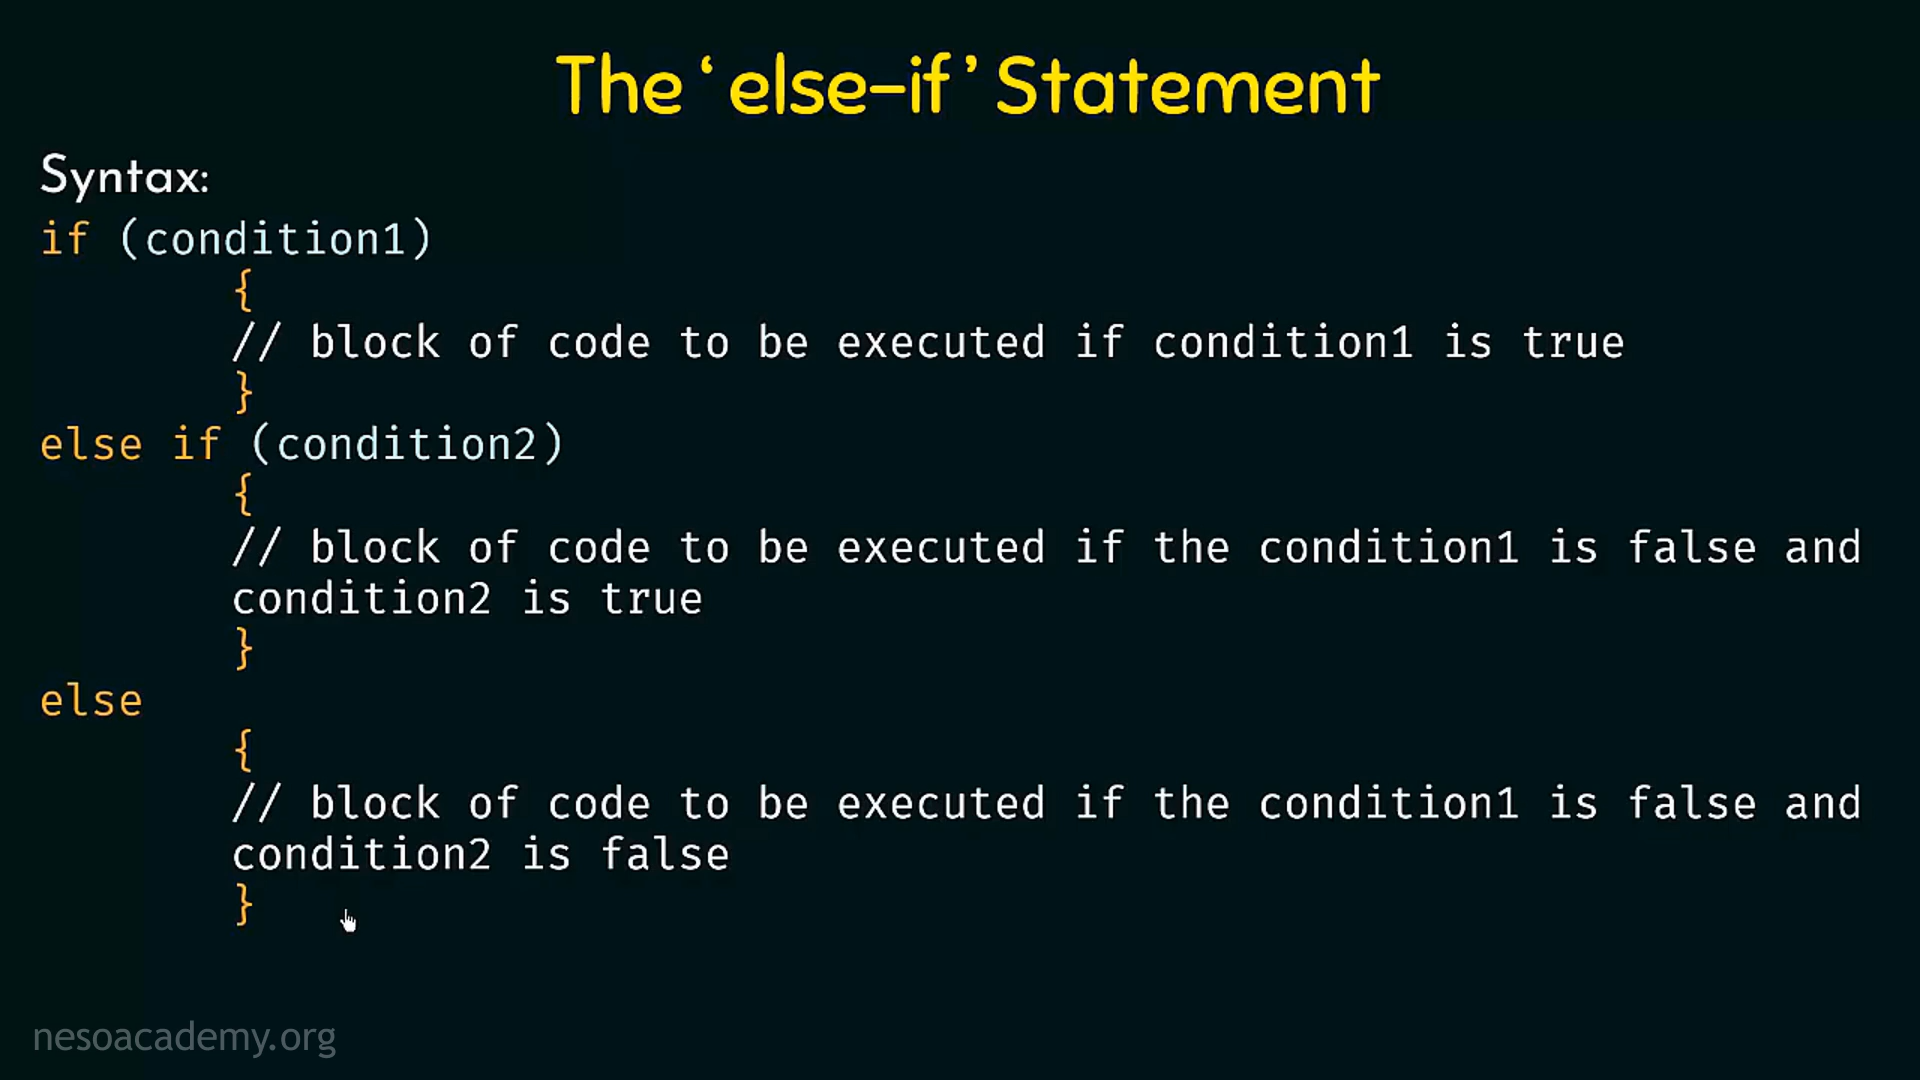 The ‘else-if’ Statement
Syntax:
if (condition1)
{
// block of code to be executed if condition1 is true
}
else if (condition2)
{
// block of code to be executed if the condition1 is false and
condition2 is true
}
else
{
// block of code to be executed if the condition1 is false and
condition2 is false
}
nesoacademy.org